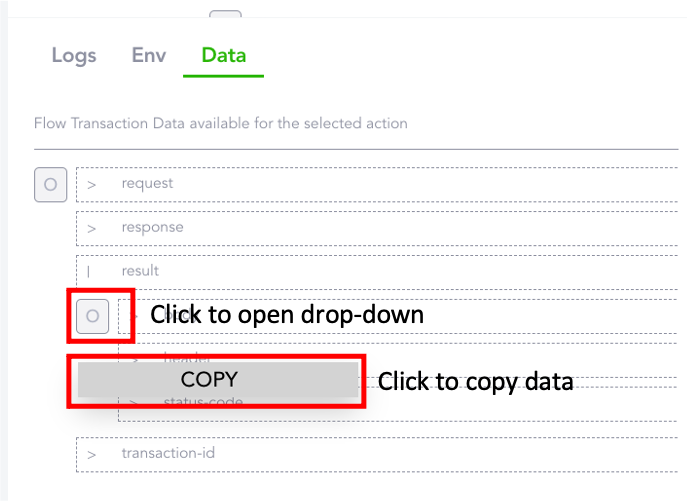 Logs Env Data
Flow Transaction Data available for the selected action
O > request
> response
| result
O Click to open drop-down
> header
COPY Click to copy data
> status-code
> transaction-id